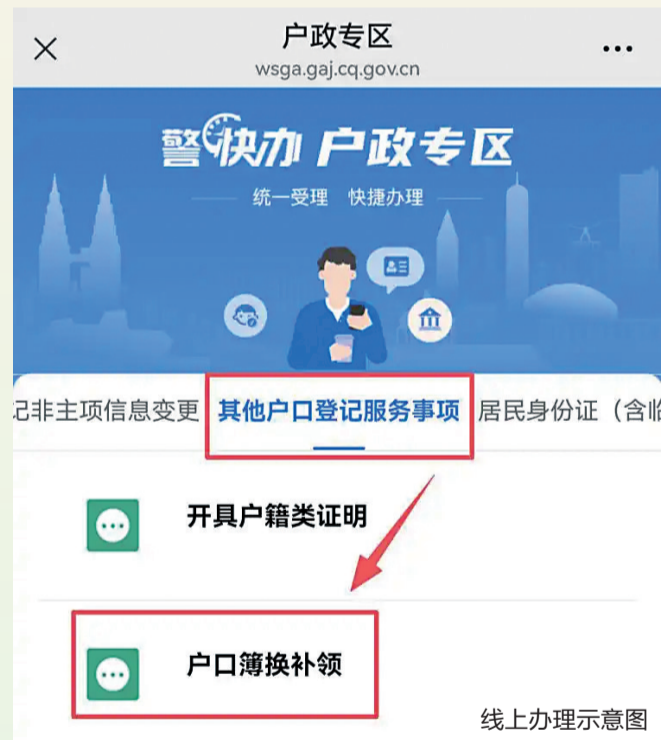 户政专区
wsga.gaj.cq.gov.cn
警快办 户政专区
统一受理 快捷办理
记非主项信息变更 其他户口登记服务事项 居民身份证（含临
开具户籍类证明
户口簿换补领
线上办理示意图